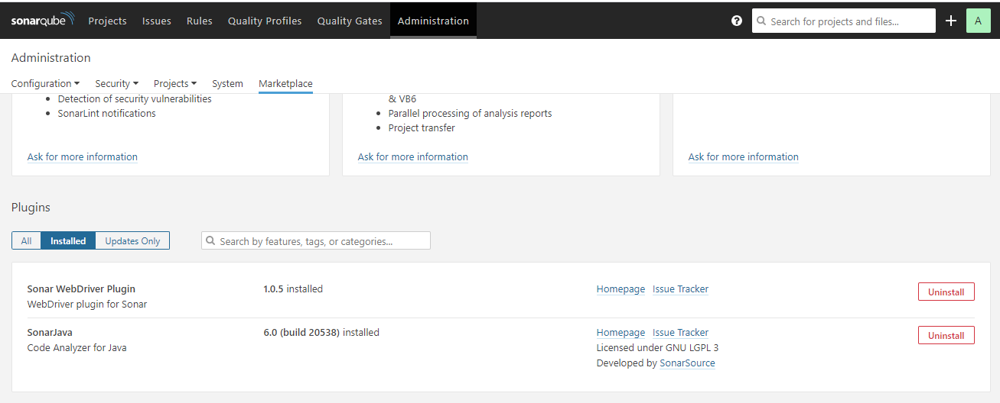 sonarqube Projects Issues Rules Quality Profiles Quality Gates Administration ? Search for projects and files... + A
Administration
Configuration Security Projects System Marketplace
Detection of security vulnerabilities
SonarLint notifications
Ask for more information
& VB6
Parallel processing of analysis reports
Project transfer
Ask for more information
Ask for more information
Plugins
All Installed Updates Only Search by features, tags, or categories...
Sonar WebDriver Plugin 1.0.5 installed Homepage Issue Tracker Uninstall
WebDriver plugin for Sonar
SonarJava 6.0 (build 20538) installed Homepage Issue Tracker Uninstall
Code Analyzer for Java Licensed under GNU LGPL 3
Developed by SonarSource